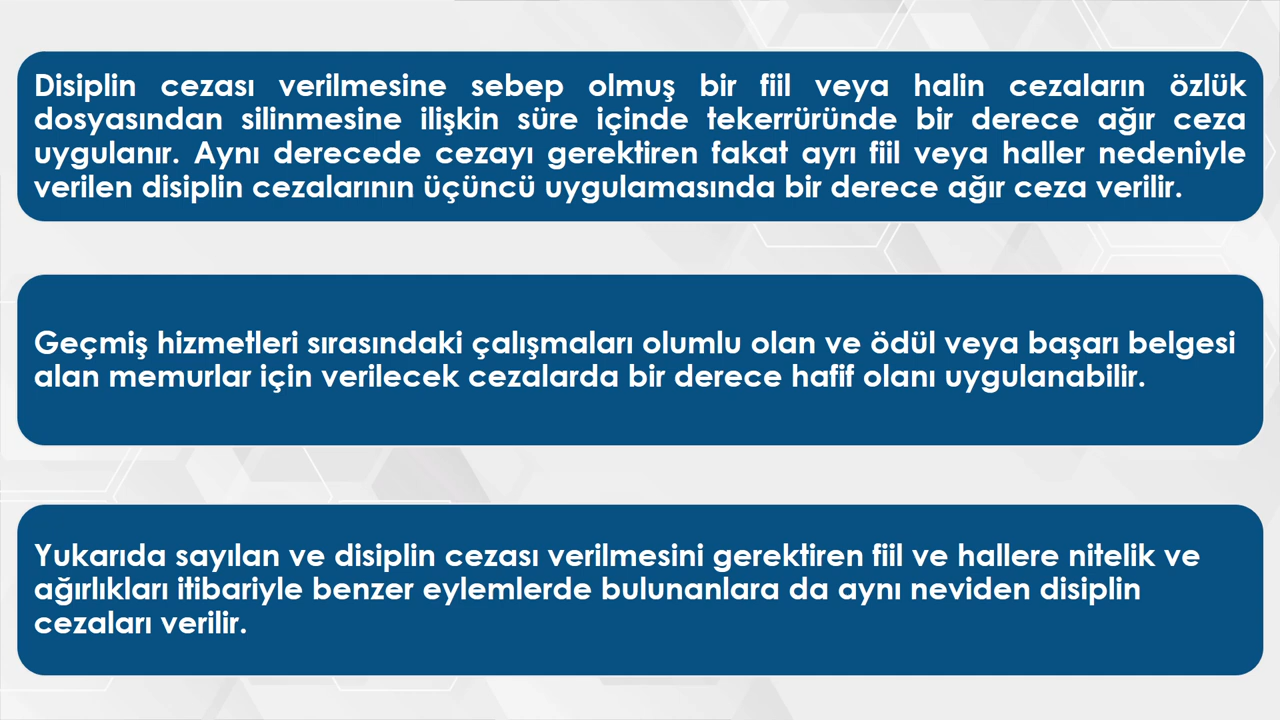 Disiplin cezası verilmesine sebep olmuş bir fiil veya halin cezaların özlük
dosyasından silinmesine ilişkin süre içinde tekerrüründe bir derece ağır ceza
uygulanır. Aynı derecede cezayı gerektiren fakat ayrı fiil veya haller nedeniyle
verilen disiplin cezalarının üçüncü uygulamasında bir derece ağır ceza verilir.
Geçmiş hizmetleri sırasındaki çalışmaları olumlu olan ve ödül veya başarı belgesi
alan memurlar için verilecek cezalarda bir derece hafif olanı uygulanabilir.
Yukarıda sayılan ve disiplin cezası verilmesini gerektiren fiil ve hallere nitelik ve
ağırlıkları itibariyle benzer eylemlerde bulunanlara da aynı neviden disiplin
cezaları verilir.